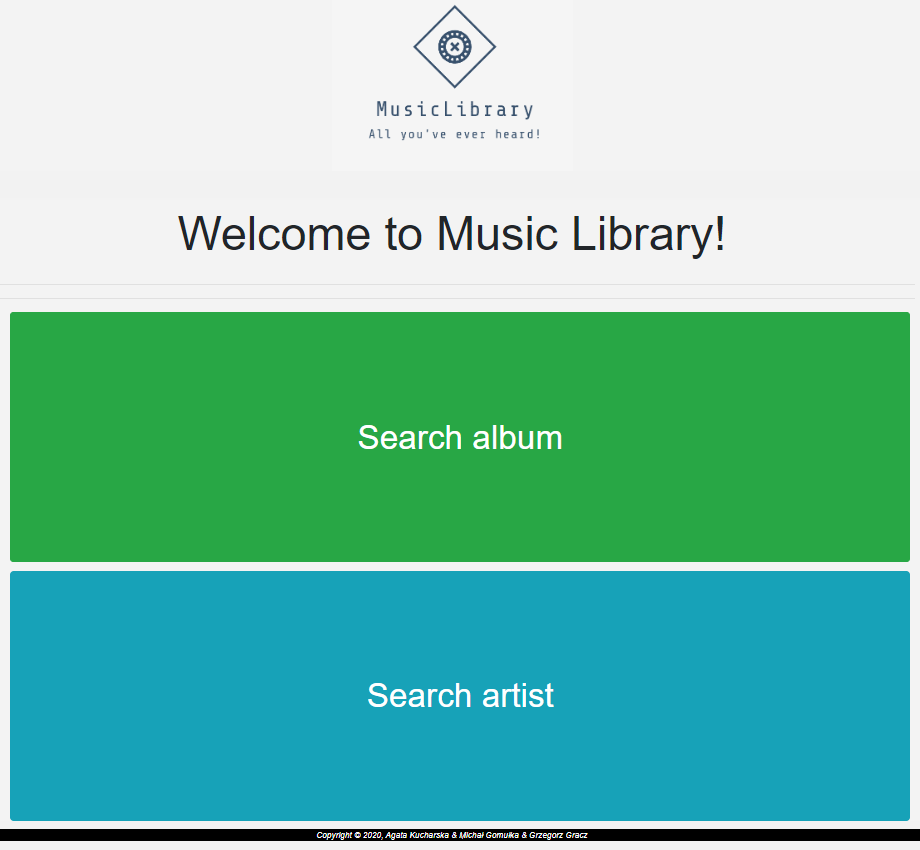 MusicLibrary
All you've ever heard!
Welcome to Music Library!
Search album
Search artist
Copyright © 2020, Agata Kucharska & Michał Gomułka & Grzegorz Gracz